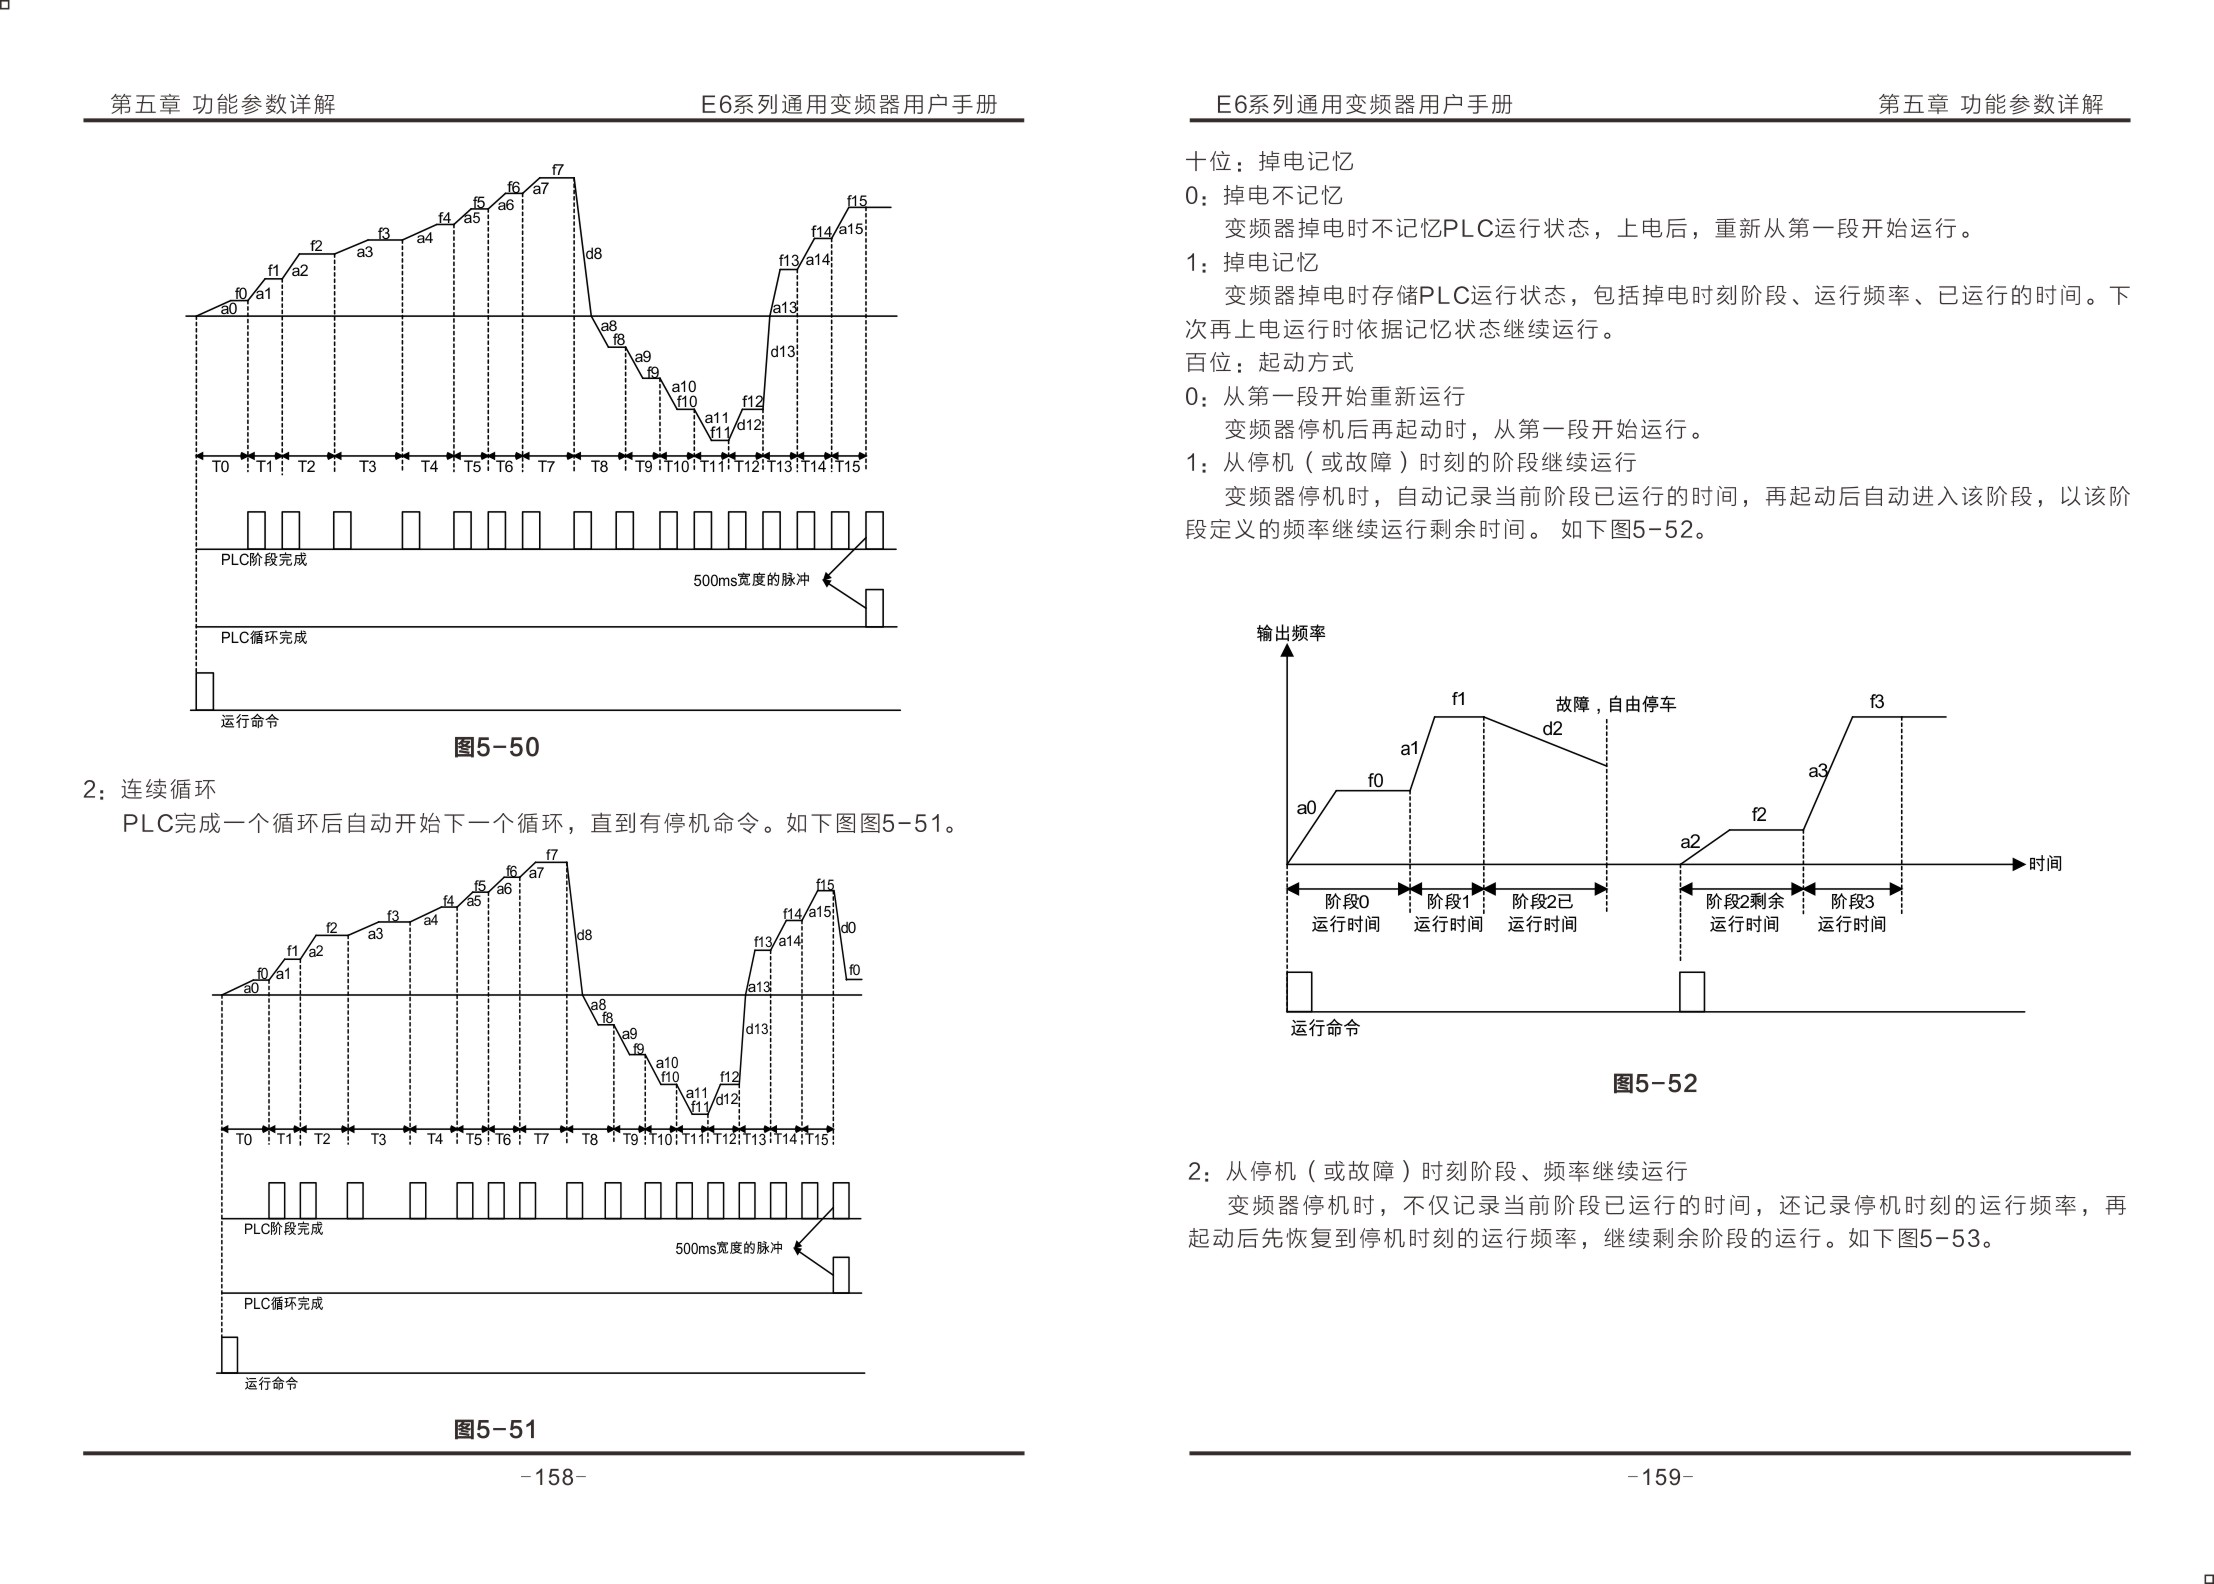 第五章 功能参数详解
E6系列通用变频器用户手册
f7
f6
a7
f5
a6
f4
a5
f3
a4
f2
a3
f1
a2
f0
a1
a0
d8
f15
f14
a15
f13
a14
a13
d13
a8
f8
a9
f9
a10
f10
a11
f11
f12
d12
T0 T1 T2 T3 T4 T5 T6 T7 T8 T9 T10 T11 T12 T13 T14 T15
PLC阶段完成
500ms宽度的脉冲
PLC循环完成
运行命令
图5-50
2：连续循环
PLC完成一个循环后自动开始下一个循环，直到有停机命令。如下图图5-51。
f7
f6
a7
f5
a6
f4
a5
f3
a4
f2
a3
f1
a2
f0
a1
a0
d8
f15
f14
a15
d0
f13
a14
f0
a13
d13
a8
f8
a9
f9
a10
f10
a11
f11
f12
d12
T0 T1 T2 T3 T4 T5 T6 T7 T8 T9 T10 T11 T12 T13 T14 T15
PLC阶段完成
500ms宽度的脉冲
PLC循环完成
运行命令
图5-51
-158-
E6系列通用变频器用户手册
第五章 功能参数详解
十位：掉电记忆
0：掉电不记忆
变频器掉电时不记忆PLC运行状态，上电后，重新从第一段开始运行。
1：掉电记忆
变频器掉电时存储PLC运行状态，包括掉电时刻阶段、运行频率、已运行的时间。下
次再上电运行时依据记忆状态继续运行。
百位：起动方式
0：从第一段开始重新运行
变频器停机后再起动时，从第一段开始运行。
1：从停机（或故障）时刻的阶段继续运行
变频器停机时，自动记录当前阶段已运行的时间，再起动后自动进入该阶段，以该阶
段定义的频率继续运行剩余时间。 如下图5-52。
输出频率
f1
故障，自由停车
f3
d2
a1
a3
f0
a0
f2
a2
时间
阶段0 阶段1 阶段2已 阶段2剩余 阶段3
运行时间 运行时间 运行时间 运行时间 运行时间
运行命令
图5-52
2：从停机（或故障）时刻阶段、频率继续运行
变频器停机时，不仅记录当前阶段已运行的时间，还记录停机时刻的运行频率，再
起动后先恢复到停机时刻的运行频率，继续剩余阶段的运行。如下图5-53。
-159-